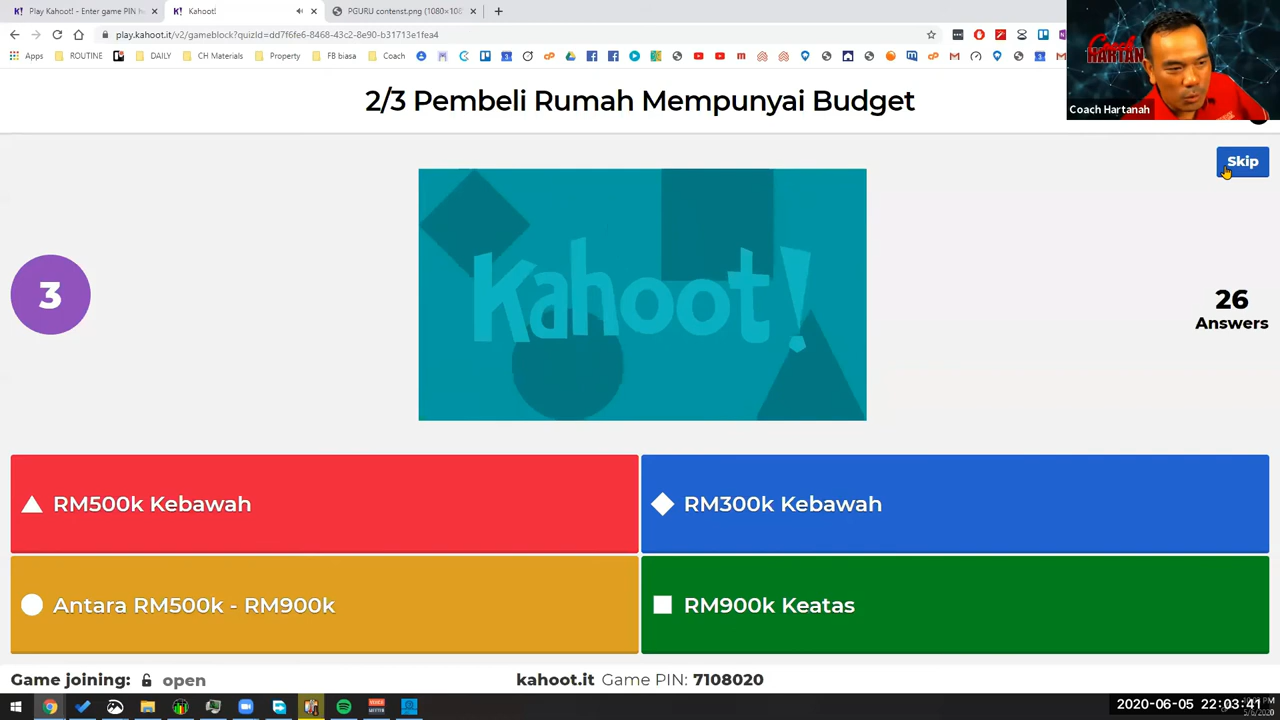 Play Kahoot! - Enter game PIN h
Kahoot!
PGURU contenst.png (1080×108
play.kahoot.it/v2/gameblock?quizId=dd7f6fe6-8468-43c2-8e90-b31713e1fea4
Apps
ROUTINE
DAILY
CH Materials
Property
FB biasa
Coach
Coach
HARTAN
Coach Hartanah
2/3 Pembeli Rumah Mempunyai Budget
Skip
Kahoot!
3
26
Answers
RM500k Kebawah
RM300k Kebawah
Antara RM500k - RM900k
RM900k Keatas
Game joining: open
kahoot.it Game PIN: 7108020
2020-06-05 22:03:41